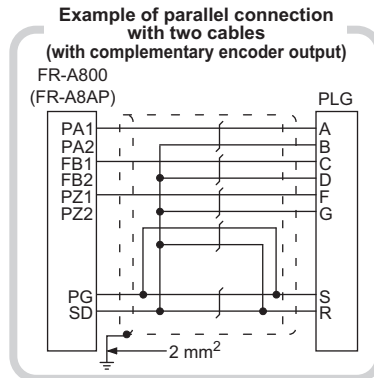 Example of parallel connection
with two cables
(with complementary encoder output)
FR-A800
(FR-A8AP)
PLG
PA1
A
PA2
B
FB1
C
FB2
D
PZ1
F
PZ2
G
PG
S
SD
R
2 mm²